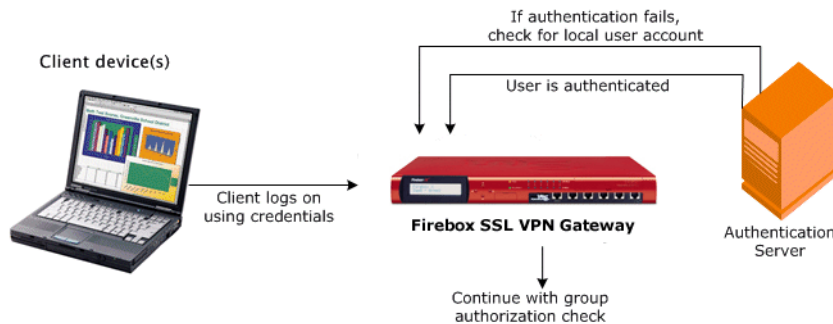 If authentication fails,
check for local user account
Client device(s)
User is authenticated
Client logs on
using credentials
Firebox SSL VPN Gateway
Authentication
Server
Continue with group
authorization check